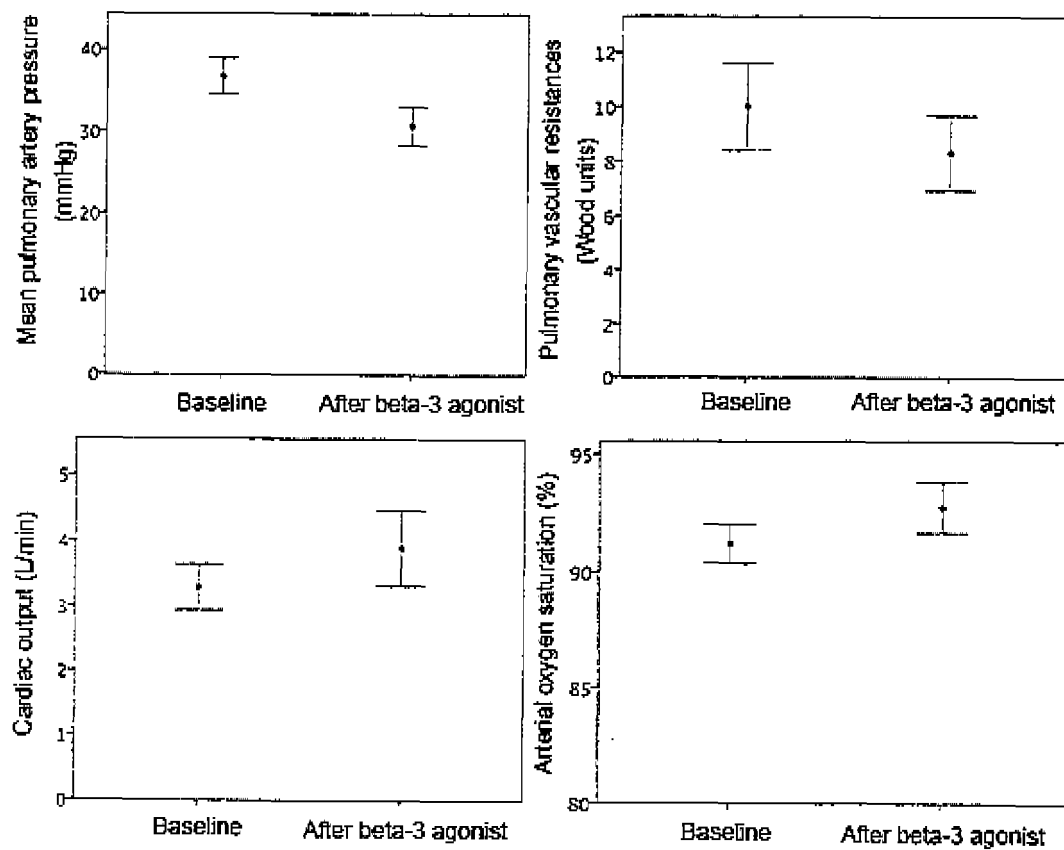 Mean pulmonary artery pressure
(mmHg)
40
30
20
10
0
Baseline
After beta-3 agonist
Pulmonary vascular resistances
(Wood units)
12
10
8
6
4
2
0
Baseline
After beta-3 agonist
Cardiac output (L/min)
5
4
3
2
1
0
Baseline
After beta-3 agonist
Arterial oxygen saturation (%)
95
90
85
80
Baseline
After beta-3 agonist